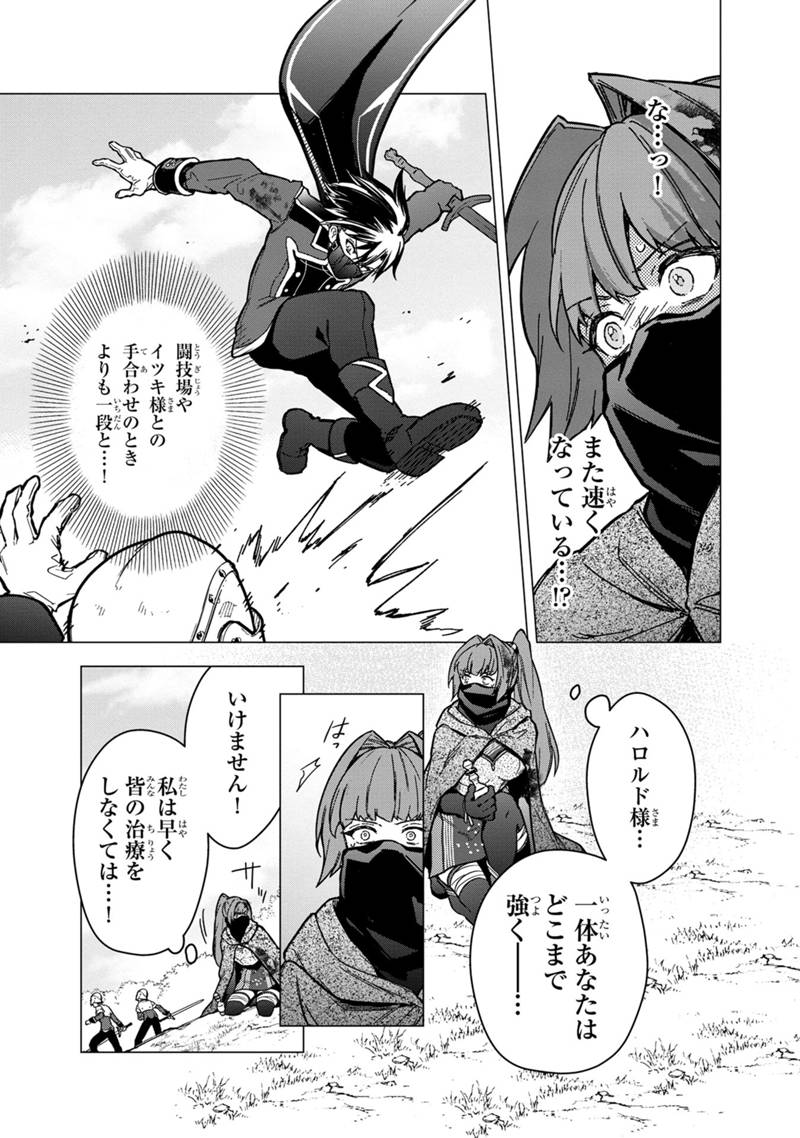 な…っ！
また速く
なっている…!?
闘技場や
イツキ様との
手合わせのとき
よりも一段と…！
ハロルド様…
一体あなたは
どこまで
強く――…
はっ
いけません！
私は早く
皆の治療を
しなくては…！
サッ